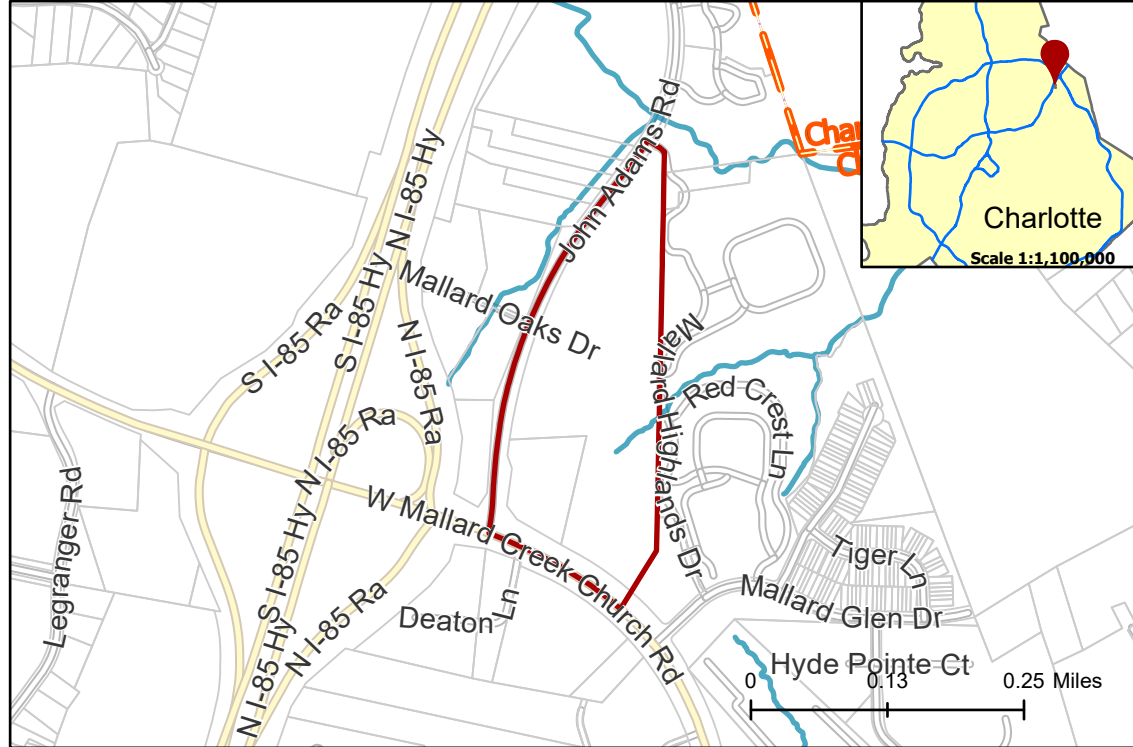 John Adams Rd
Char
C
Charlotte
Scale 1:1,100,000
S I-85 Hy
N I-85 Hy
Mallard Oaks Dr
S I-85 Ra
N I-85 Ra
Mallard Highlands Dr
Red Crest Ln
N I-85 Ra
W Mallard Creek Church Rd
Legranger Rd
S I-85 Hy
Tiger Ln
Deaton Ln
Mallard Glen Dr
N I-85 Hy
N I-85 Ra
Hyde Pointe Ct
0
0.13
0.25 Miles